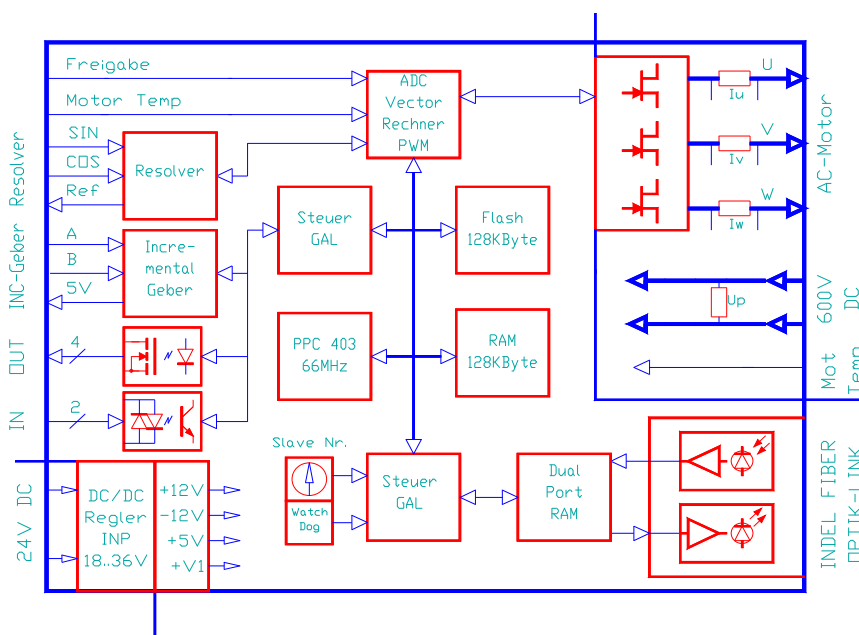 Freigabe
Motor Temp
SIN
COS
Ref
Resolver
Resolver
A
B
5V
INC-Geber
Incre-
mental
Geber
OUT
4
IN
2
24V DC
DC/DC
Regler
INP
18..36V
+12V
-12V
+5V
+V1
ADC
Vector
Rechner
PWM
Steuer
GAL
Flash
128KByte
PPC 403
66MHz
RAM
128KByte
Slave Nr.
Watch
Dog
Steuer
GAL
Dual
Port
RAM
U
Iu
V
Iv
W
Iw
AC-Motor
Up
600V
DC
Mot
Temp
INDEL FIBER
OPTIK-LINK